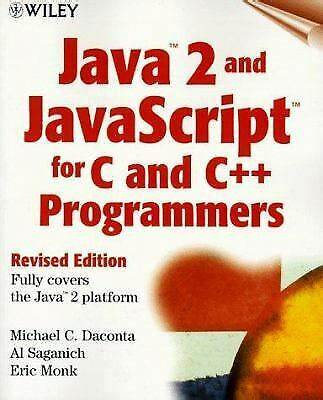 WILEY
Java™ 2 and
JavaScript™
for C and C++
Programmers
Revised Edition
Fully covers
the Java™ 2 platform
Michael C. Daconta
Al Saganich
Eric Monk